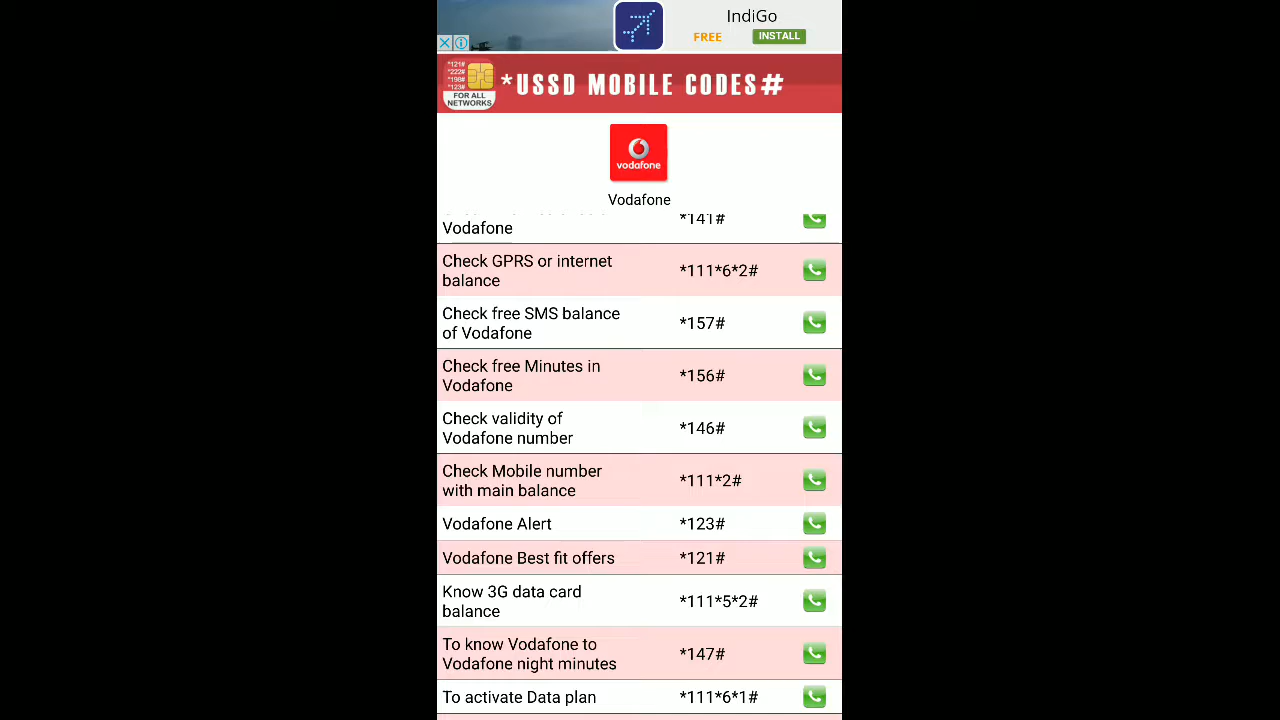 IndiGo
FREE
INSTALL
*121#
*222#
*198#
*123#
FOR ALL
NETWORKS
*USSD MOBILE CODES#
vodafone
Vodafone
Vodafone
*141#
Check GPRS or internet
balance
*111*6*2#
Check free SMS balance
of Vodafone
*157#
Check free Minutes in
Vodafone
*156#
Check validity of
Vodafone number
*146#
Check Mobile number
with main balance
*111*2#
Vodafone Alert
*123#
Vodafone Best fit offers
*121#
Know 3G data card
balance
*111*5*2#
To know Vodafone to
Vodafone night minutes
*147#
To activate Data plan
*111*6*1#